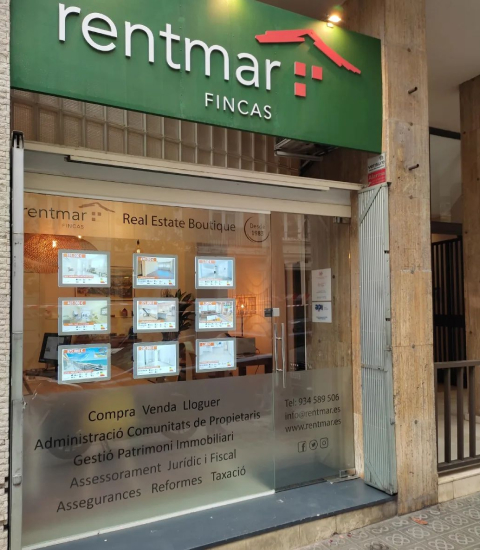 rentmar
FINCAS
rentmar
FINCAS
Real Estate Boutique
Compra Venda Lloguer
Administració Comunitats de Propietaris
Gestió Patrimoni Immobiliari
Assessorament Jurídic i Fiscal
Assegurances Reformes Taxació
Tel: 934 589 506
info@rentmar.es
www.rentmar.es